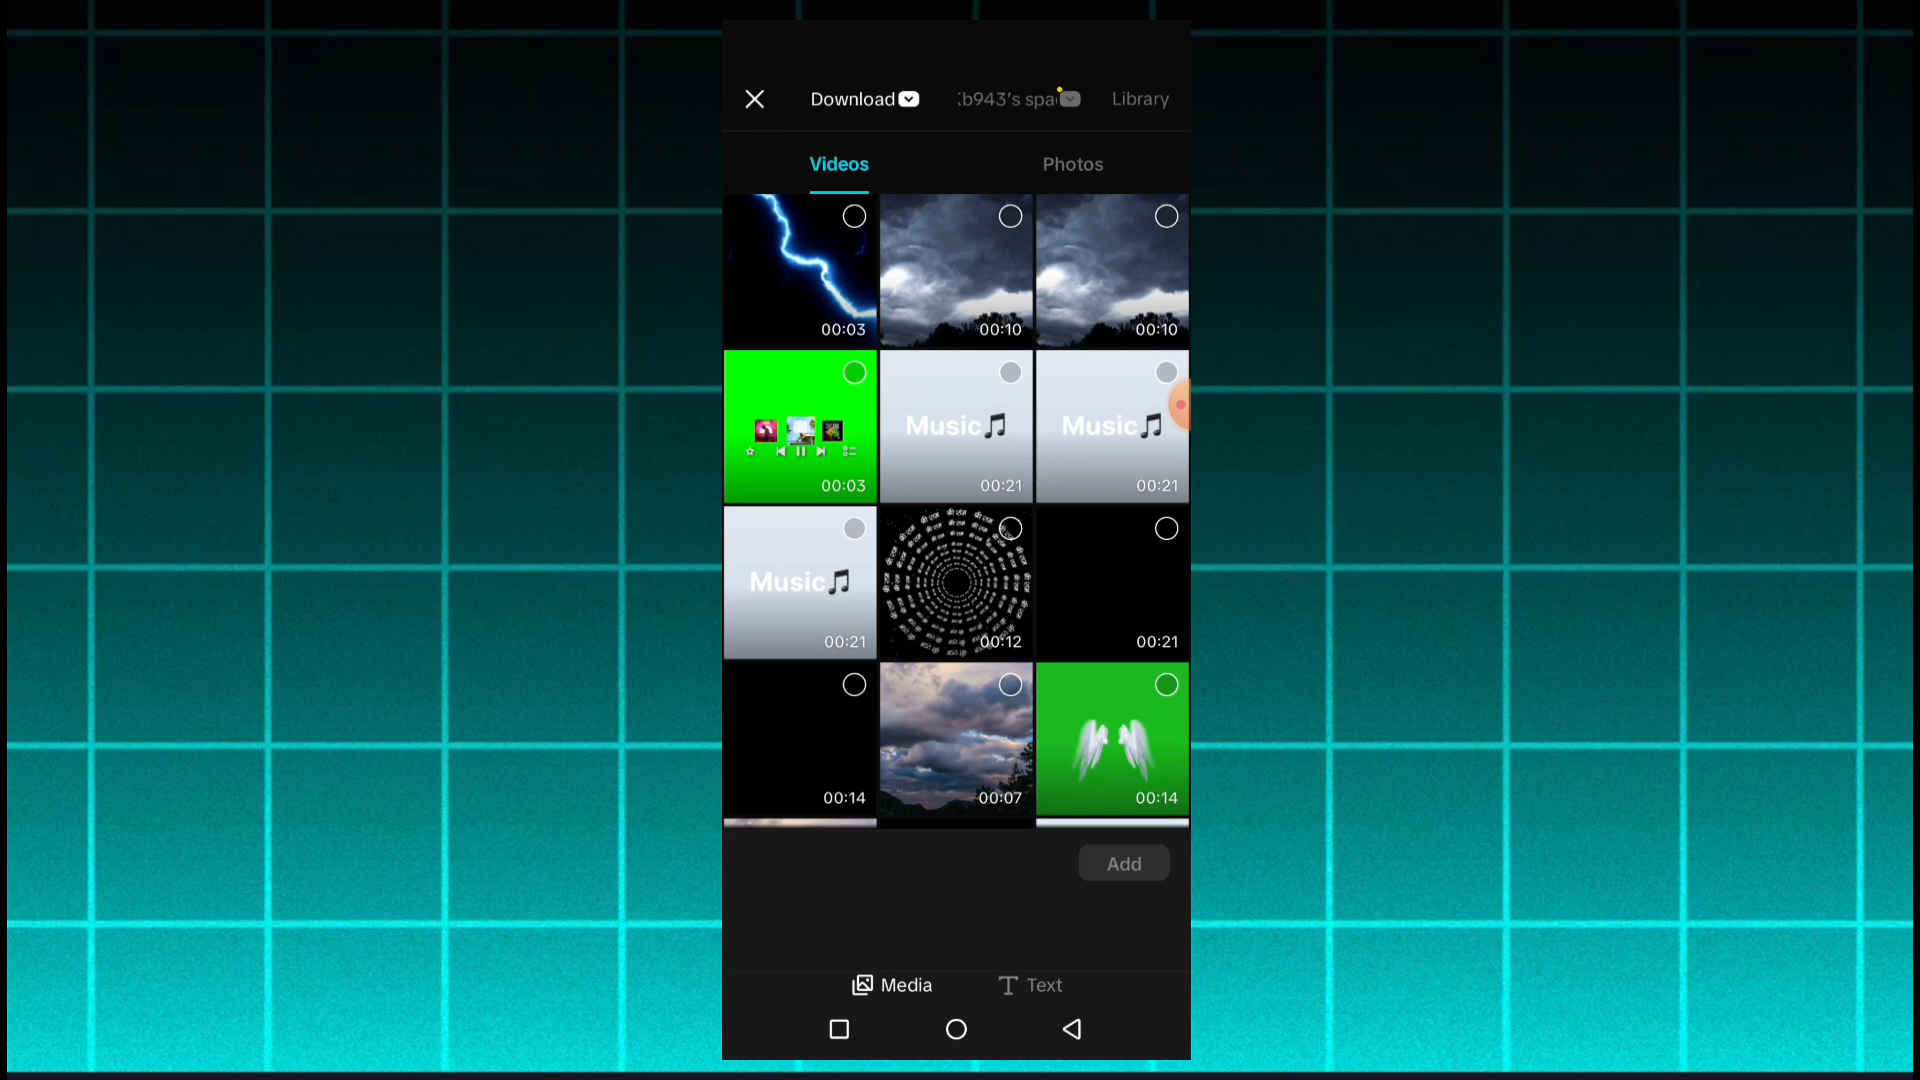 Download
b943's spa
Library
Videos
Photos
00:03
00:10
00:10
00:03
Music🎵
00:21
Music🎵
00:21
Music🎵
00:21
श्री राम श्री राम श्री राम श्री राम
00:12
00:21
00:14
00:07
00:14
Add
Media
Text